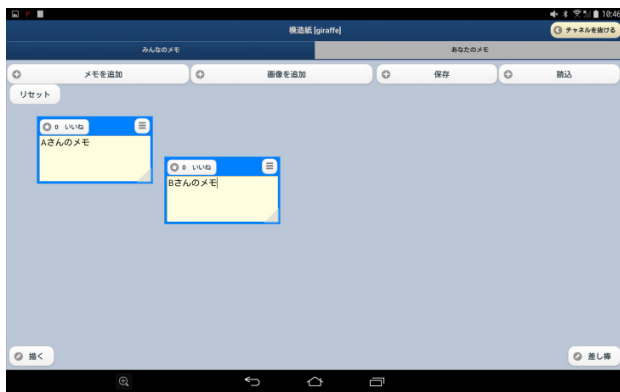 10:46
模造紙 [giraffe]
チャネルを抜ける
みんなのメモ
あなたのメモ
メモを追加
画像を追加
保存
読込
リセット
0 いいね
Aさんのメモ
0 いいね
Bさんのメモ
描く
差し棒